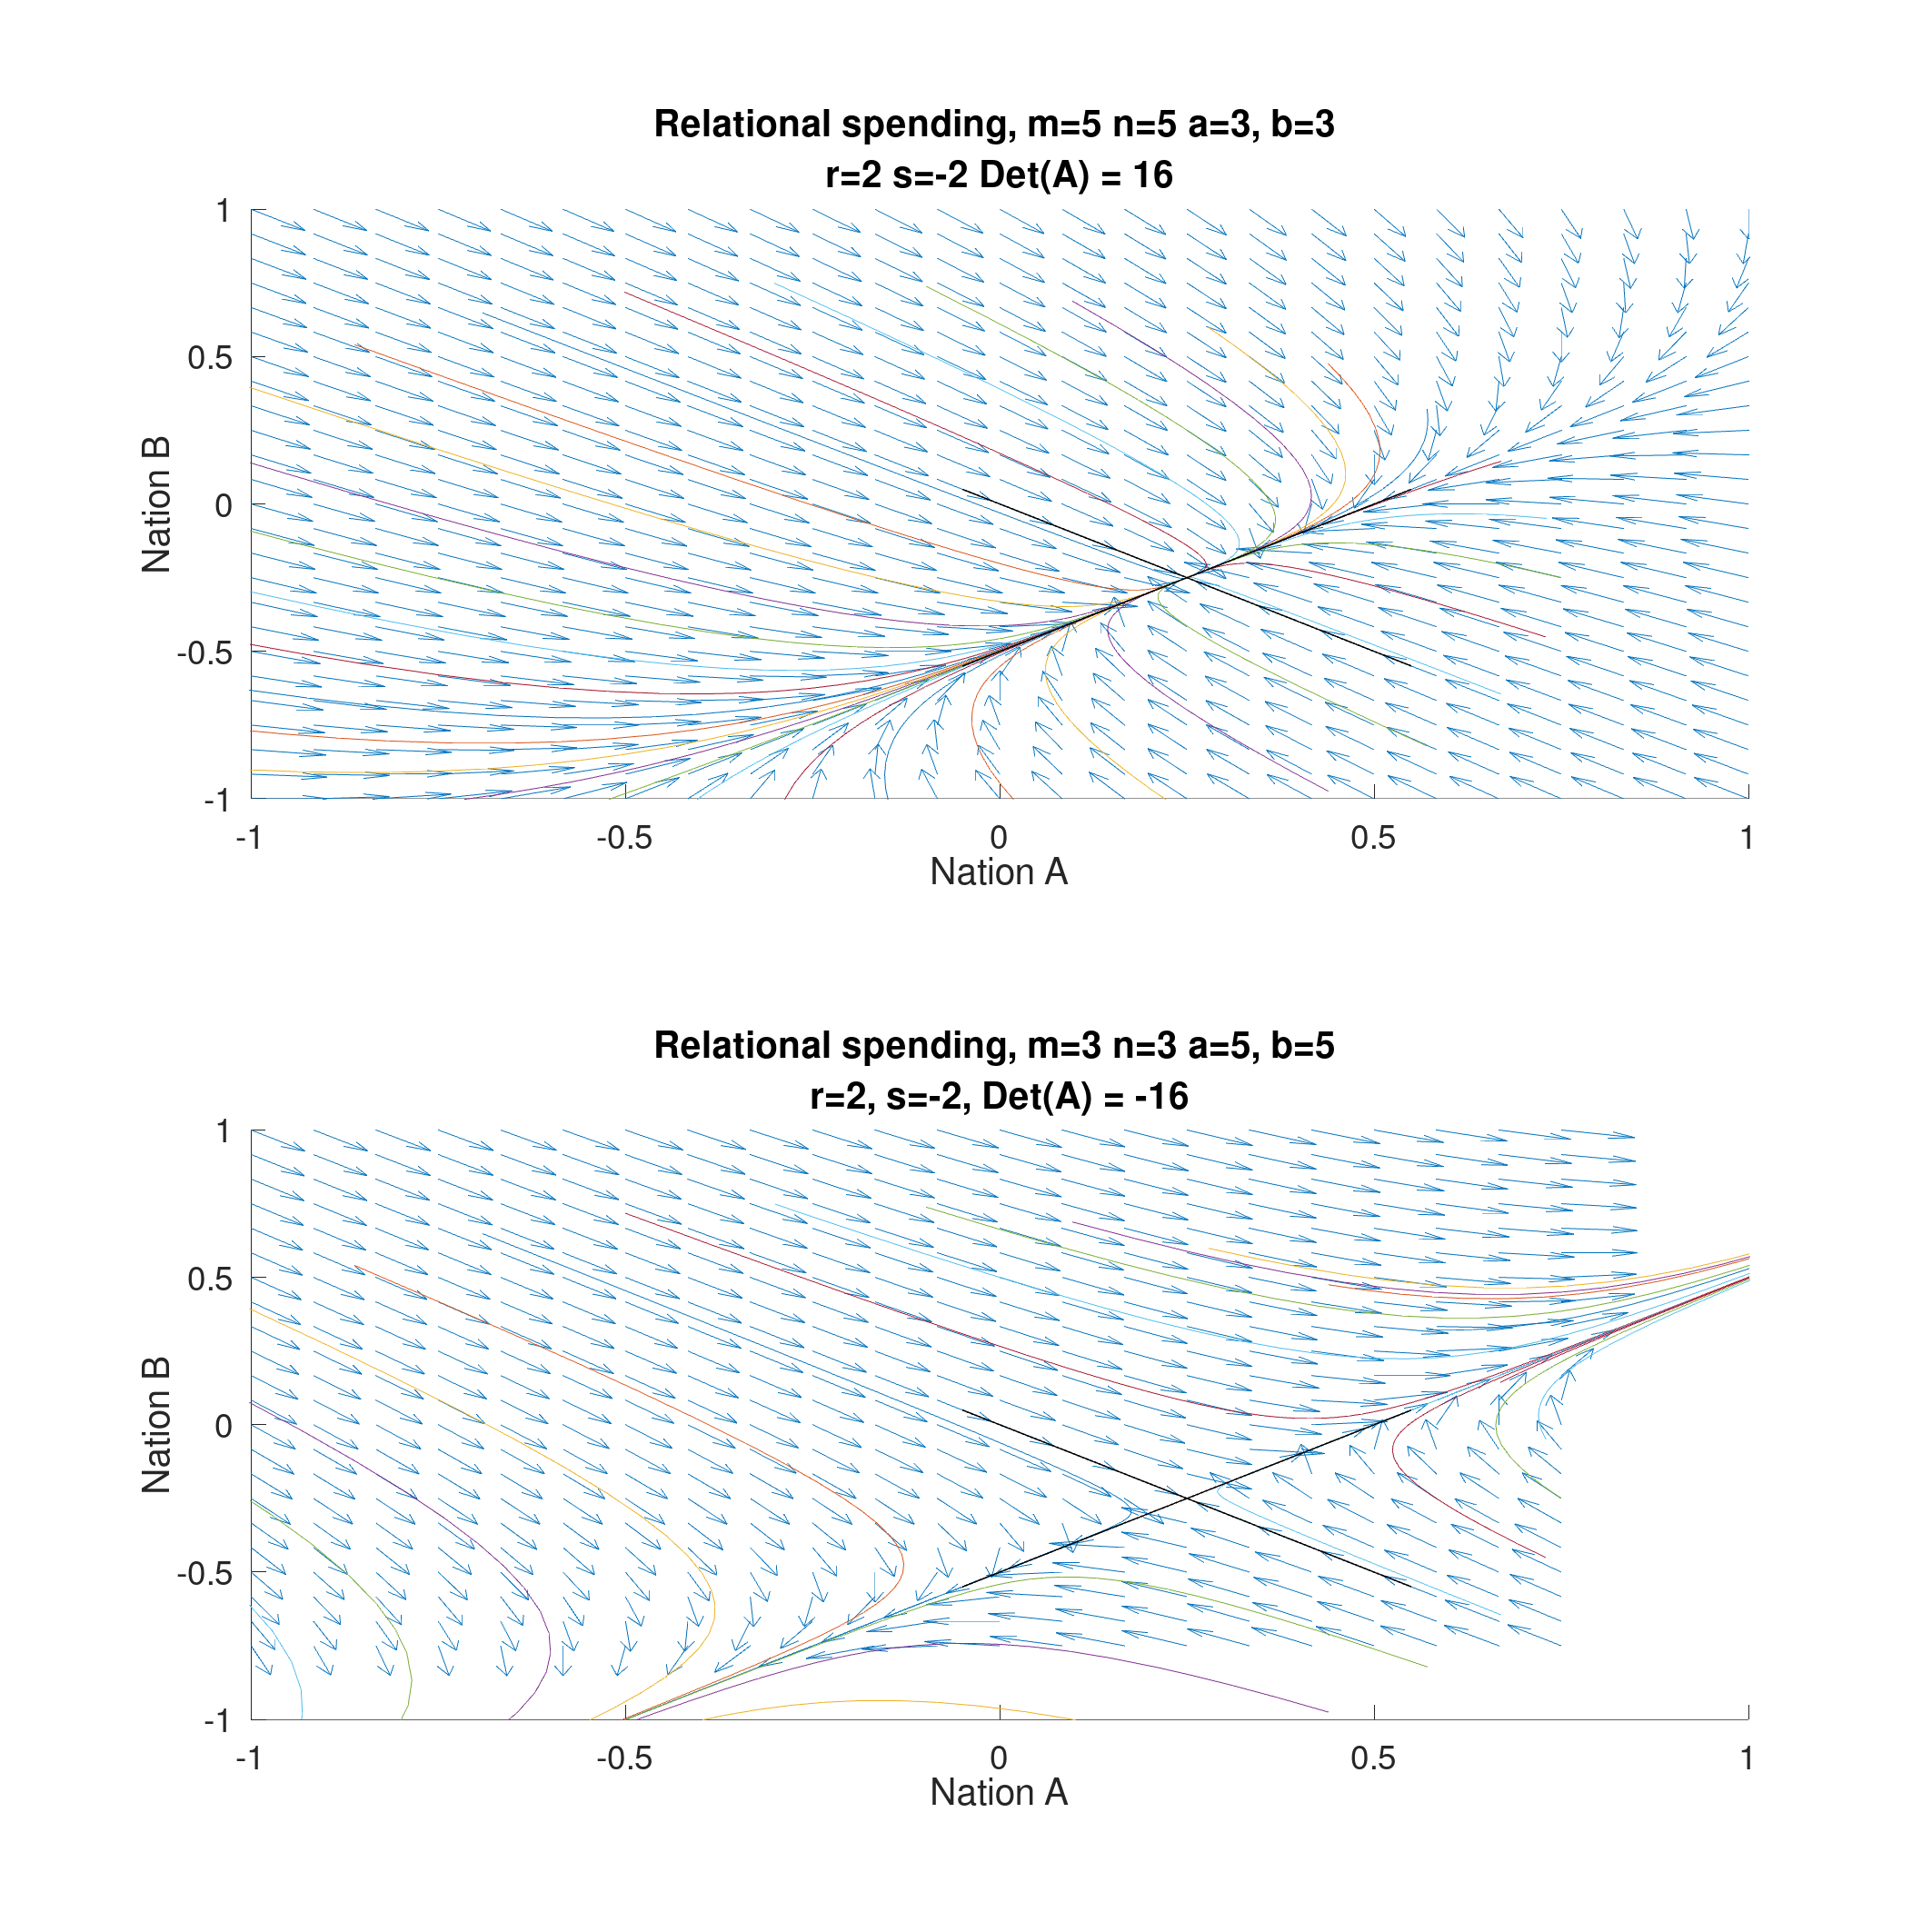 Relational spending, m=5 n=5 a=3, b=3
r=2 s=-2 Det(A) = 16
1
0.5
0
-0.5
-1
Nation B
-1
-0.5
0
0.5
1
Nation A
Relational spending, m=3 n=3 a=5, b=5
r=2, s=-2, Det(A) = -16
1
0.5
0
-0.5
-1
Nation B
-1
-0.5
0
0.5
1
Nation A